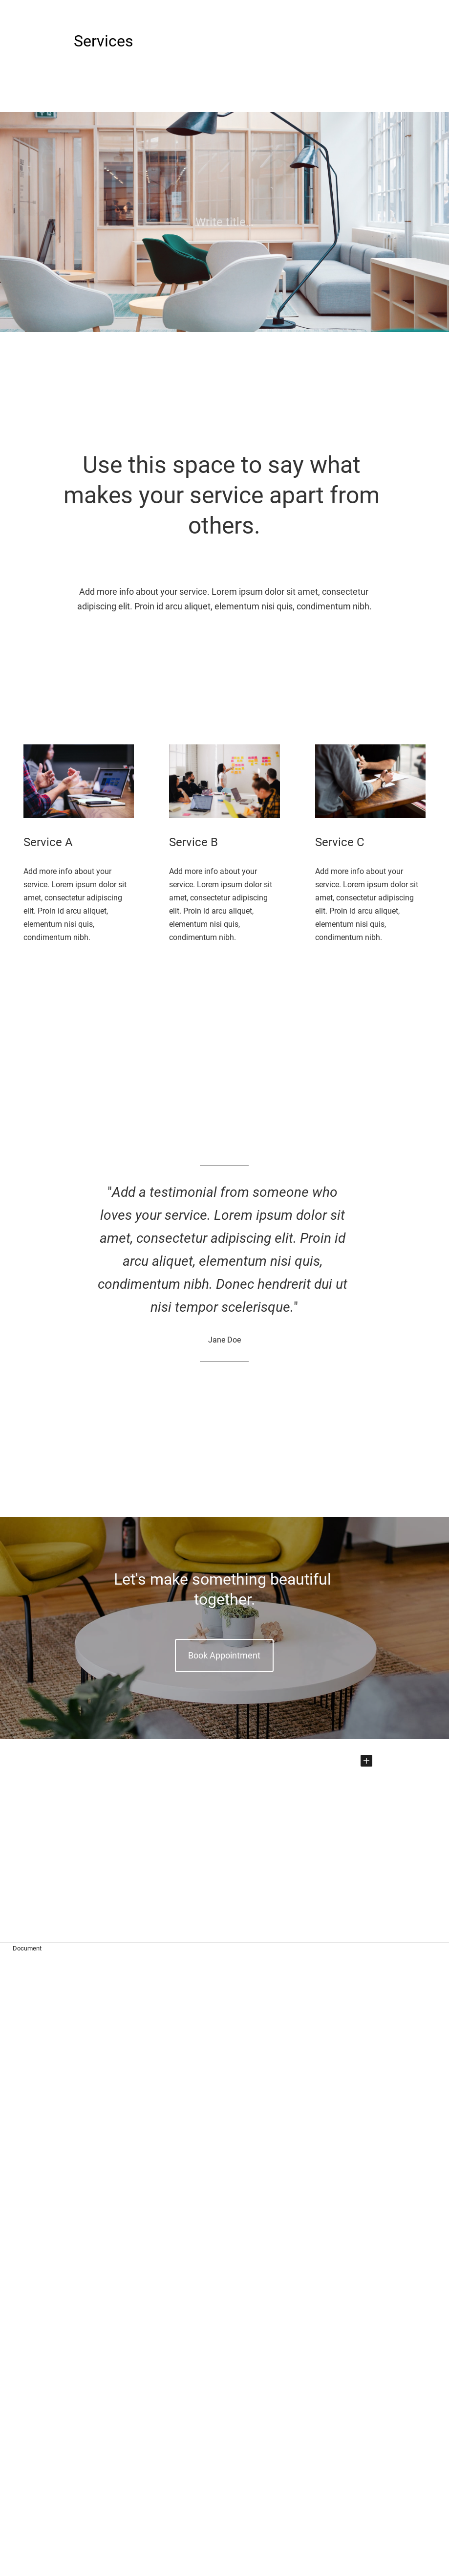 Services
Write title...
Use this space to say what
makes your service apart from
others.
Add more info about your service. Lorem ipsum dolor sit amet, consectetur
adipiscing elit. Proin id arcu aliquet, elementum nisi quis, condimentum nibh.
Service A
Add more info about your
service. Lorem ipsum dolor sit
amet, consectetur adipiscing
elit. Proin id arcu aliquet,
elementum nisi quis,
condimentum nibh.
Service B
Add more info about your
service. Lorem ipsum dolor sit
amet, consectetur adipiscing
elit. Proin id arcu aliquet,
elementum nisi quis,
condimentum nibh.
Service C
Add more info about your
service. Lorem ipsum dolor sit
amet, consectetur adipiscing
elit. Proin id arcu aliquet,
elementum nisi quis,
condimentum nibh.
"Add a testimonial from someone who
loves your service. Lorem ipsum dolor sit
amet, consectetur adipiscing elit. Proin id
arcu aliquet, elementum nisi quis,
condimentum nibh. Donec hendrerit dui ut
nisi tempor scelerisque."
Jane Doe
Let's make something beautiful
together.
Book Appointment
Document